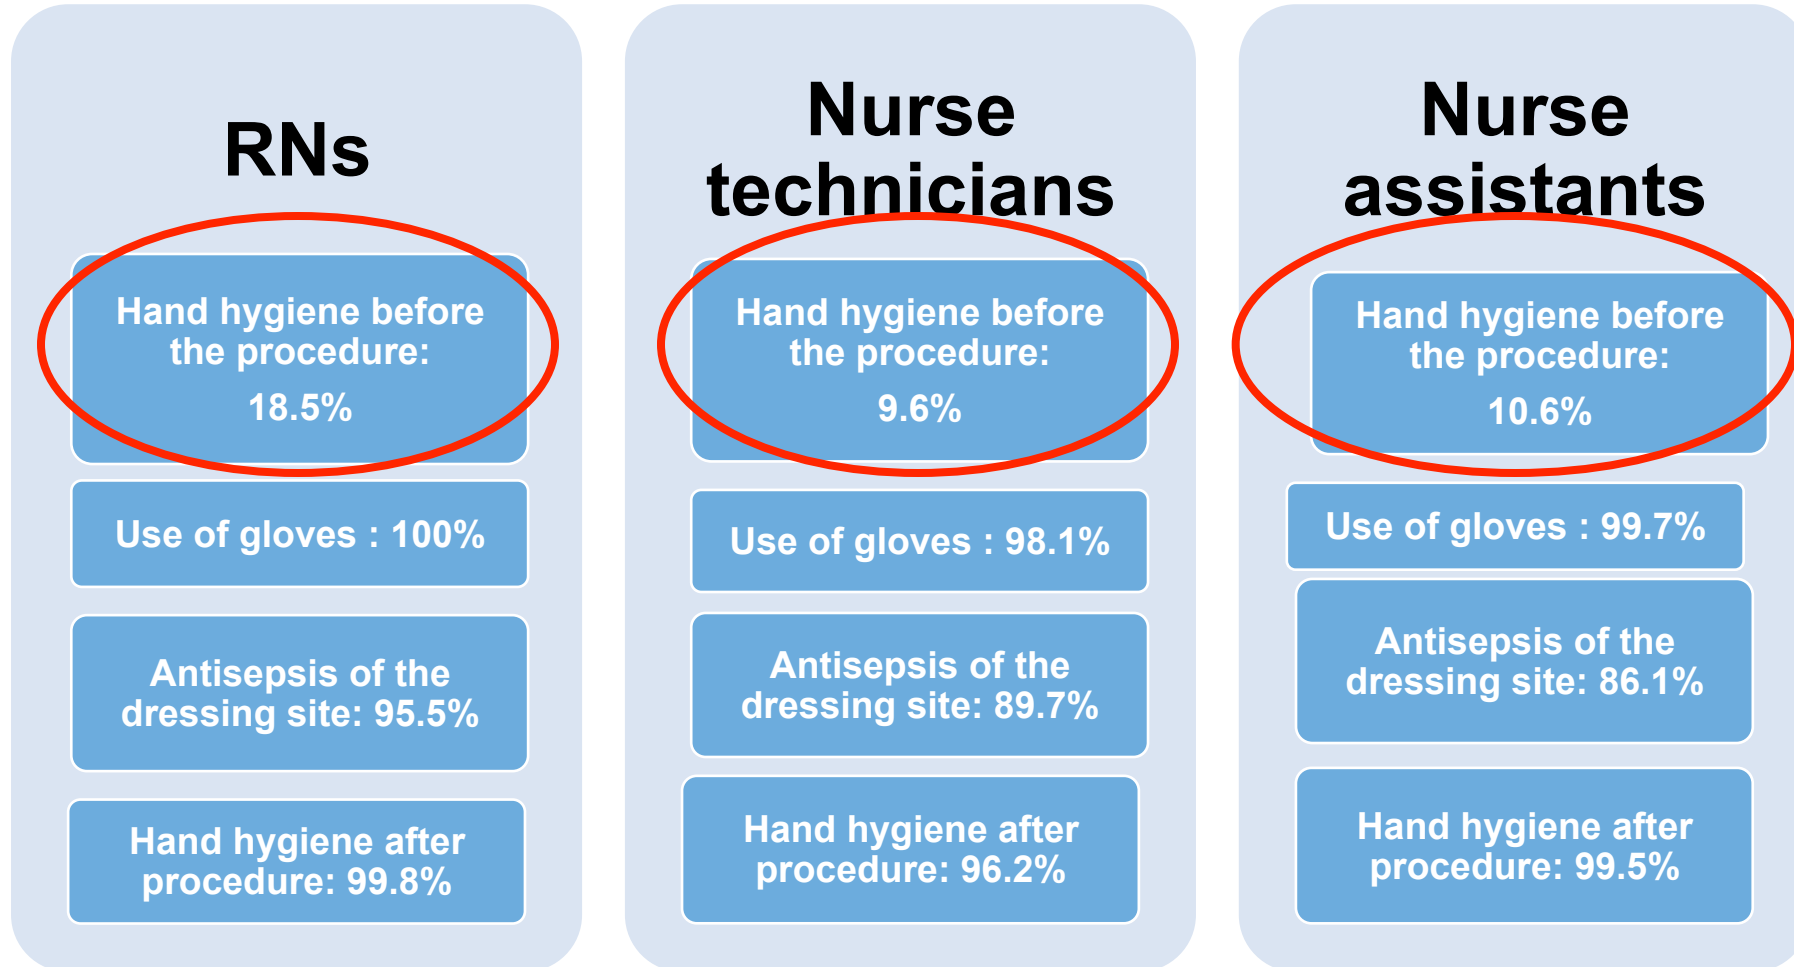 RNs
Hand hygiene before
the procedure:
18.5%
Use of gloves : 100%
Antisepsis of the
dressing site: 95.5%
Hand hygiene after
procedure: 99.8%
Nurse
technicians
Hand hygiene before
the procedure:
9.6%
Use of gloves : 98.1%
Antisepsis of the
dressing site: 89.7%
Hand hygiene after
procedure: 96.2%
Nurse
assistants
Hand hygiene before
the procedure:
10.6%
Use of gloves : 99.7%
Antisepsis of the
dressing site: 86.1%
Hand hygiene after
procedure: 99.5%